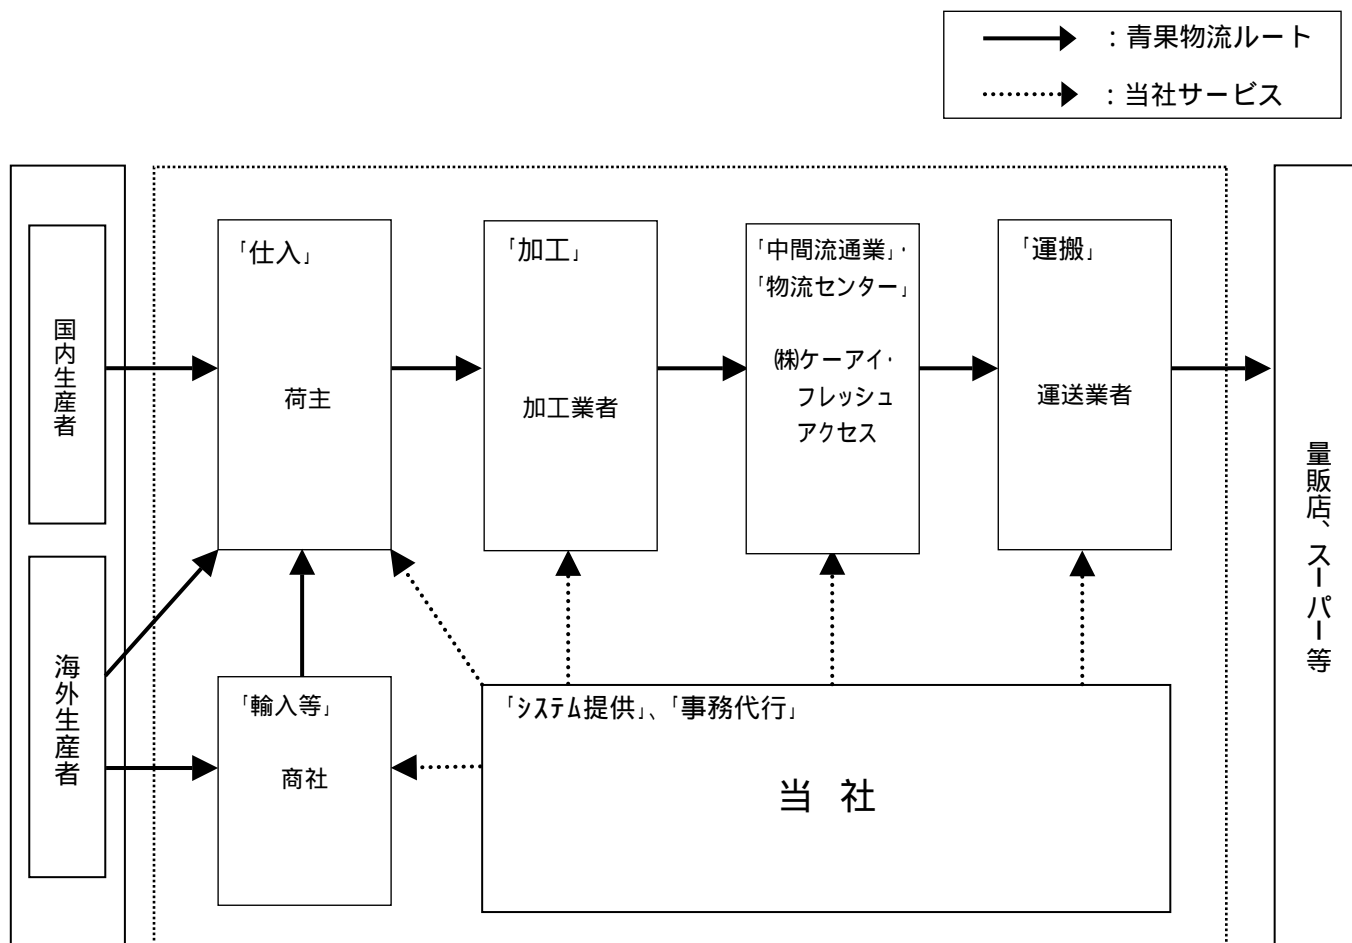 ：青果物流ルート
：当社サービス
国内生産者
海外生産者
「仕入」
荷主
「加工」
加工業者
「中間流通業」・
「物流センター」
㈱ケーアイ・
フレッシュ
アクセス
「運搬」
運送業者
量販店、スーパー等
「輸入等」
商社
「システム提供」、「事務代行」
当 社